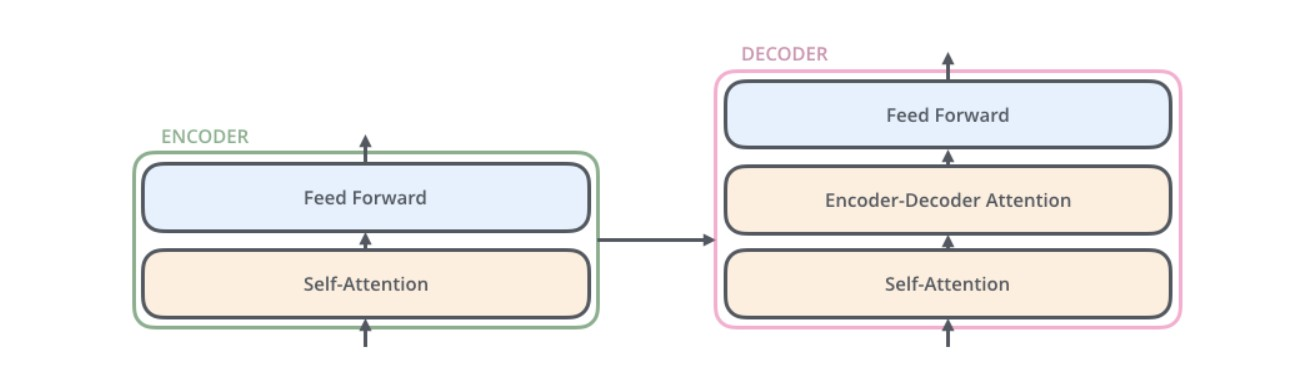 ENCODER
Feed Forward
Self-Attention
DECODER
Feed Forward
Encoder-Decoder Attention
Self-Attention